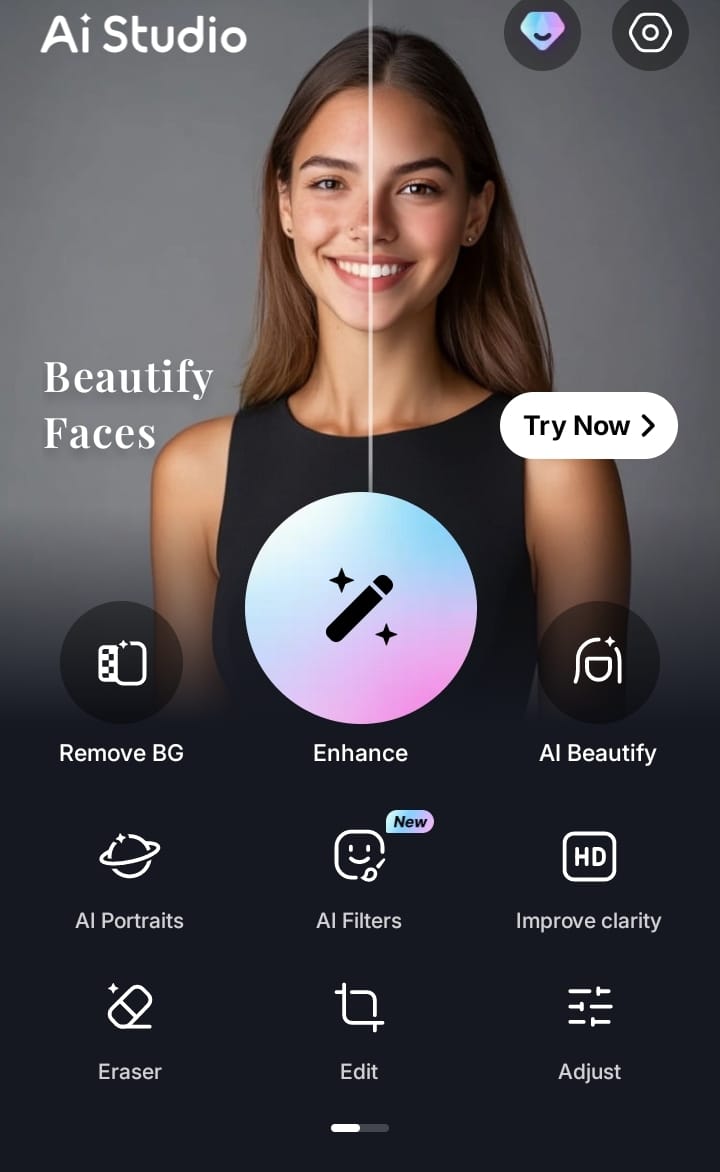 Ai Studio
Beautify
Faces
Try Now
Remove BG
Enhance
AI Beautify
New
HD
AI Portraits
AI Filters
Improve clarity
Eraser
Edit
Adjust